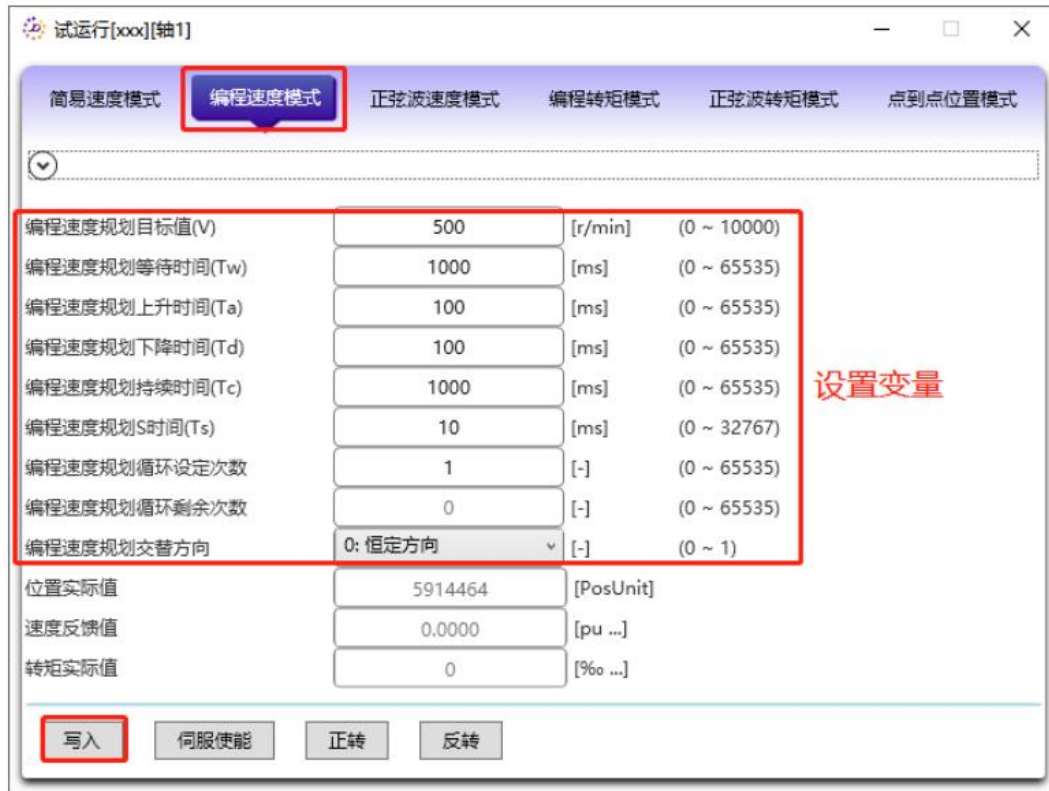 试运行[xxx][轴1]
简易速度模式 编程速度模式 正弦波速度模式 编程转矩模式 正弦波转矩模式 点到点位置模式
编程速度规划目标值(V) 500 [r/min] (0 ~ 10000)
编程速度规划等待时间(Tw) 1000 [ms] (0 ~ 65535)
编程速度规划上升时间(Ta) 100 [ms] (0 ~ 65535)
编程速度规划下降时间(Td) 100 [ms] (0 ~ 65535)
编程速度规划持续时间(Tc) 1000 [ms] (0 ~ 65535) 设置变量
编程速度规划S时间(Ts) 10 [ms] (0 ~ 32767)
编程速度规划循环设定次数 1 [-] (0 ~ 65535)
编程速度规划循环剩余次数 0 [-] (0 ~ 65535)
编程速度规划交替方向 0: 恒定方向 [-] (0 ~ 1)
位置实际值 5914464 [PosUnit]
速度反馈值 0.0000 [pu ...]
转矩实际值 0 [‰ ...]
写入 伺服使能 正转 反转